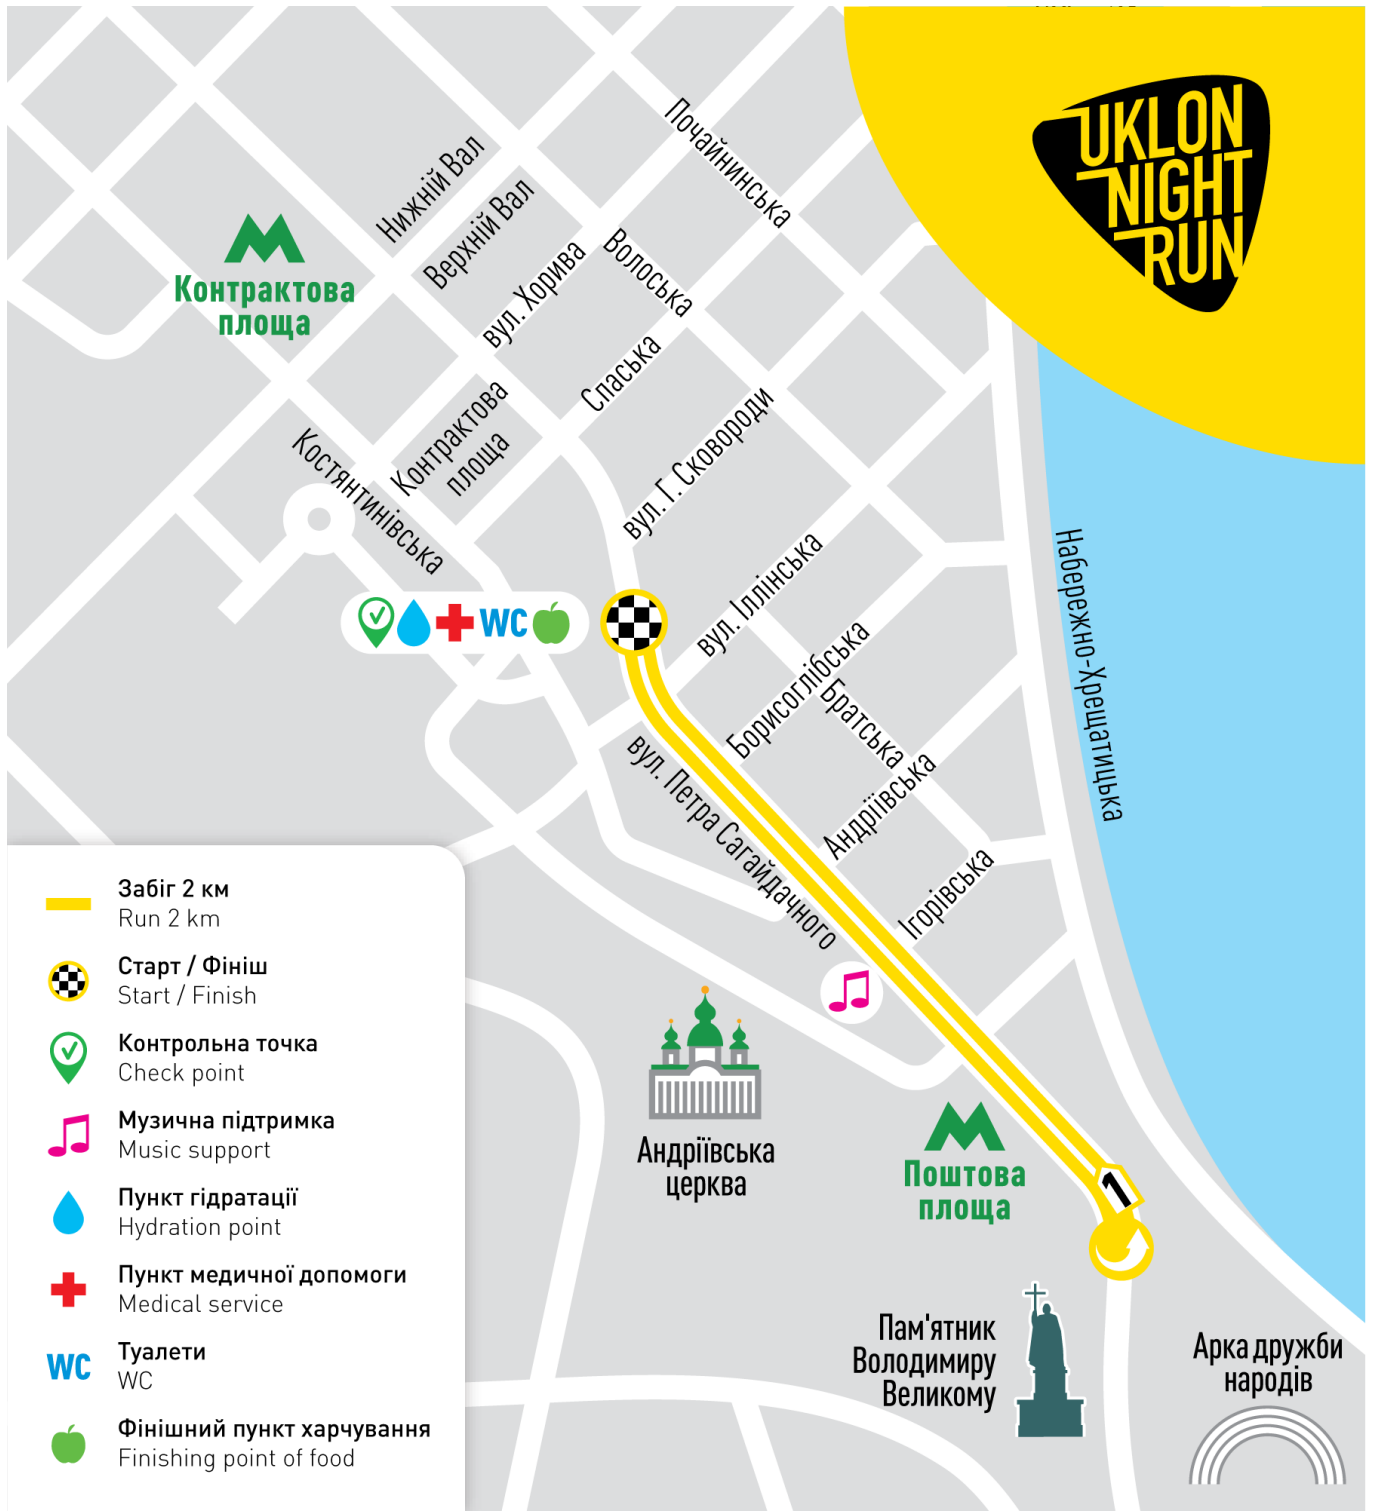 UKLON
NIGHT
RUN
Почайнинська
Нижній Вал
Верхній Вал
вул. Хорива
Волоська
Контрактова
площа
Спаська
Контрактова
площа
Костянтинівська
вул. Г. Сковороди
вул. Іллінська
Набережно-Хрещатицька
WC
Борисоглібська
Братська
вул. Петра Сагайдачного
Андріївська
Ігорівська
Андріївська
церква
Поштова
площа
1
Пам'ятник
Володимиру
Великому
Арка дружби
народів
Забіг 2 км
Run 2 km
Старт / Фініш
Start / Finish
Контрольна точка
Check point
Музична підтримка
Music support
Пункт гідратації
Hydration point
Пункт медичної допомоги
Medical service
WC
Туалети
WC
Фінішний пункт харчування
Finishing point of food